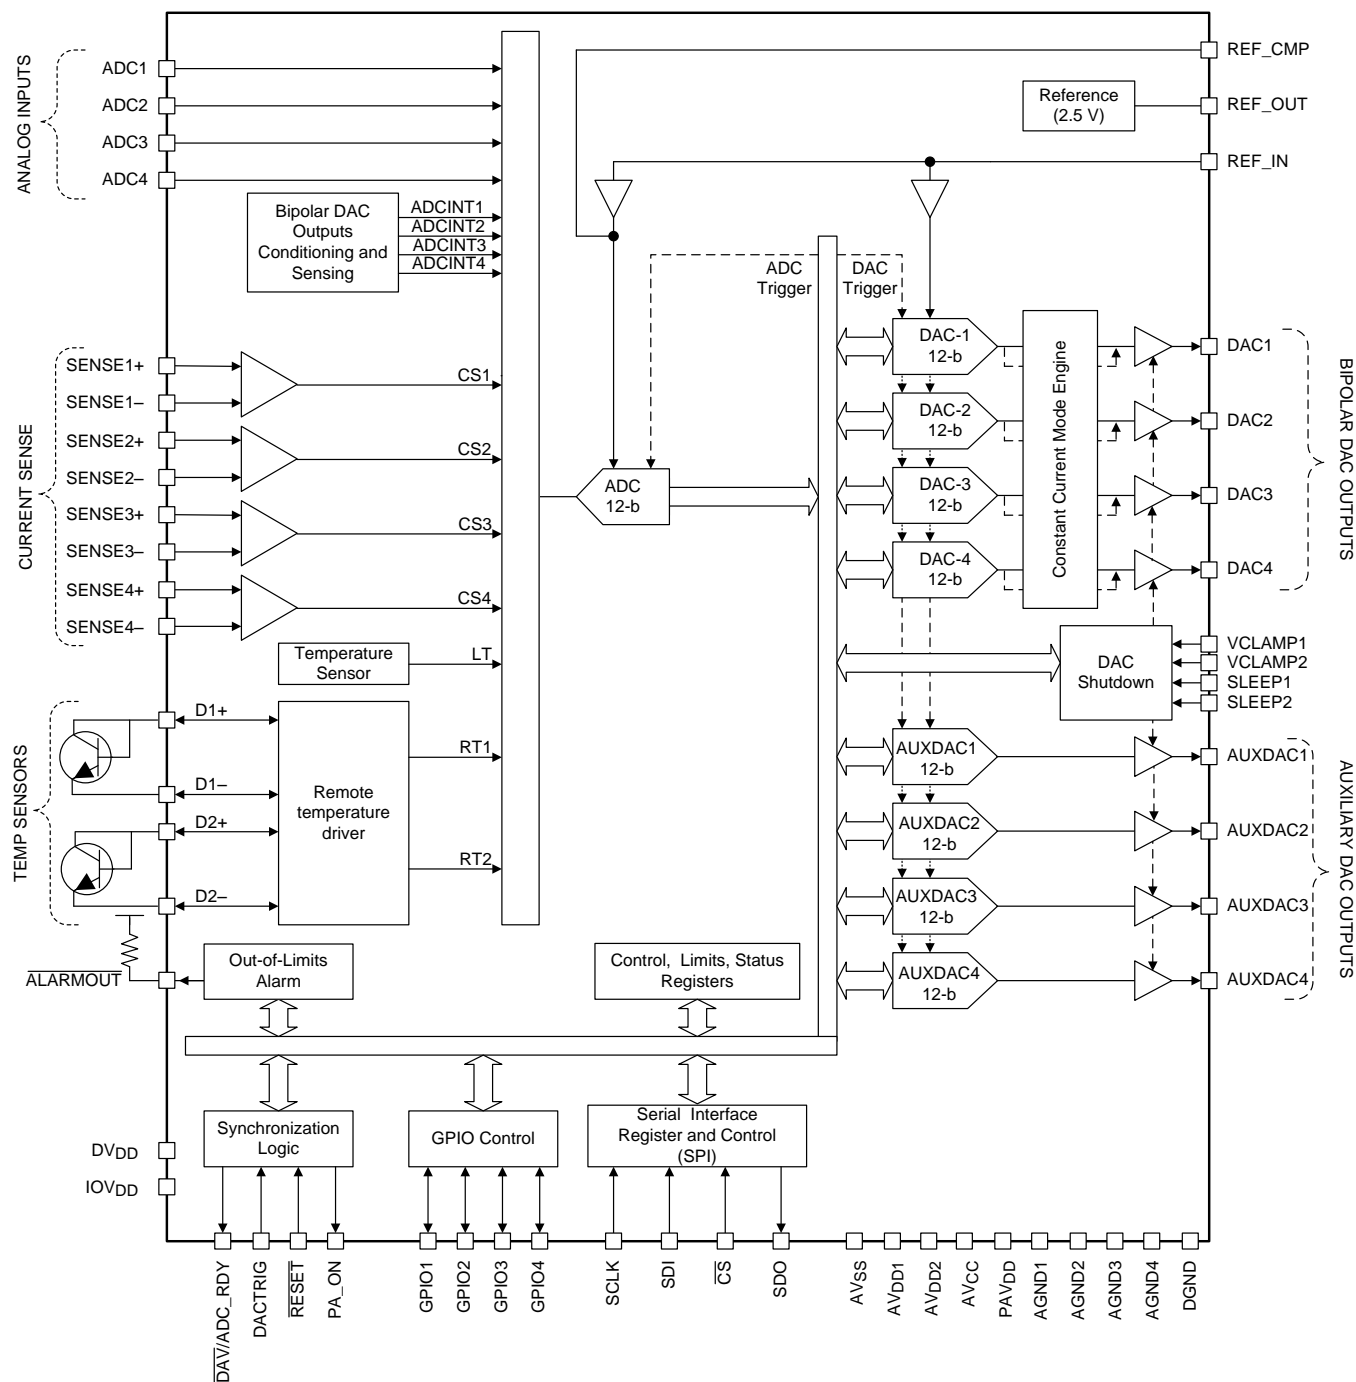 ANALOG INPUTS
ADC1
ADC2
ADC3
ADC4
Bipolar DAC
Outputs
Conditioning and
Sensing
ADCINT1
ADCINT2
ADCINT3
ADCINT4
CURRENT SENSE
SENSE1+
SENSE1–
SENSE2+
SENSE2–
SENSE3+
SENSE3–
SENSE4+
SENSE4–
CS1
CS2
CS3
CS4
Temperature
Sensor
LT
TEMP SENSORS
D1+
D1–
D2+
D2–
Remote
temperature
driver
RT1
RT2
ALARMOUT
Out-of-Limits
Alarm
Control, Limits, Status
Registers
REF_CMP
Reference
(2.5 V)
REF_OUT
REF_IN
ADC
Trigger
DAC
Trigger
ADC
12-b
DAC-1
12-b
DAC-2
12-b
DAC-3
12-b
DAC-4
12-b
Constant Current Mode Engine
DAC1
DAC2
DAC3
DAC4
BIPOLAR DAC OUTPUTS
DAC
Shutdown
VCLAMP1
VCLAMP2
SLEEP1
SLEEP2
AUXDAC1
12-b
AUXDAC2
12-b
AUXDAC3
12-b
AUXDAC4
12-b
AUXDAC1
AUXDAC2
AUXDAC3
AUXDAC4
AUXILIARY DAC OUTPUTS
DVDD
IOVDD
Synchronization
Logic
GPIO Control
Serial Interface
Register and Control
(SPI)
DAV/ADC_RDY
DACTRIG
RESET
PA_ON
GPIO1
GPIO2
GPIO3
GPIO4
SCLK
SDI
CS
SDO
AVSS
AVDD1
AVDD2
AVCC
PAVDD
AGND1
AGND2
AGND3
AGND4
DGND